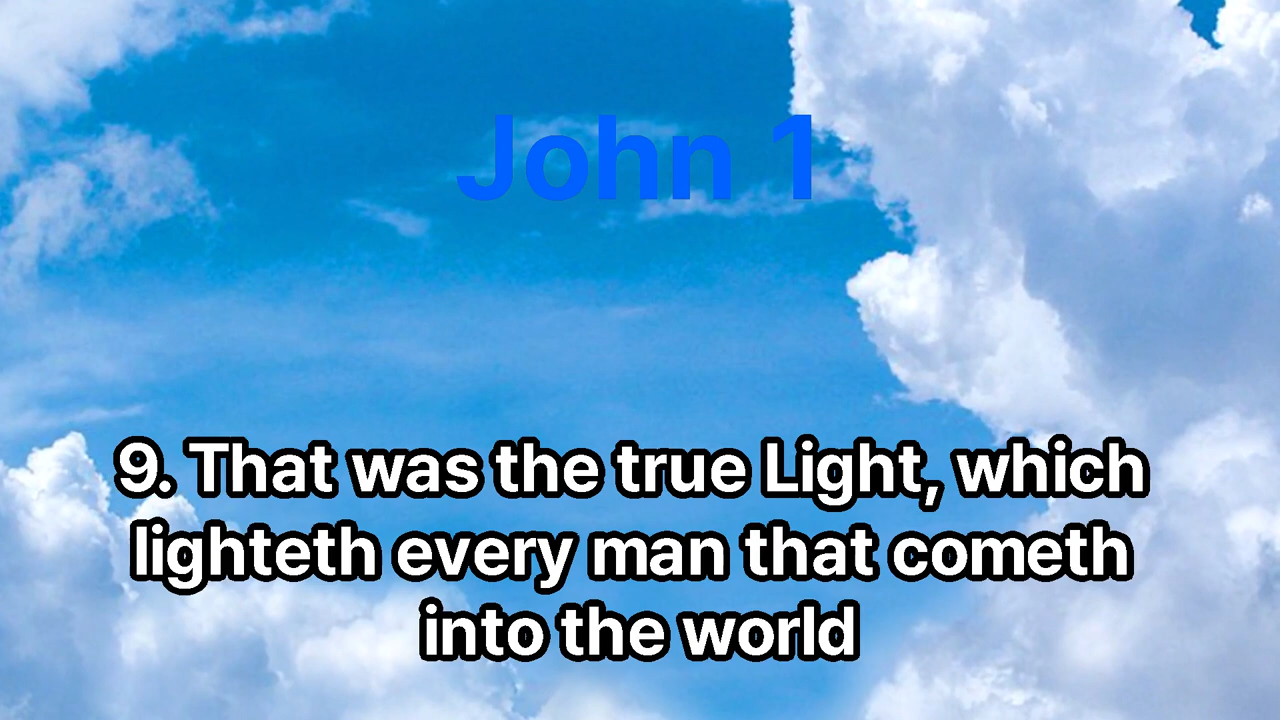 John 1
9. That was the true Light, which
lighteth every man that cometh
into the world